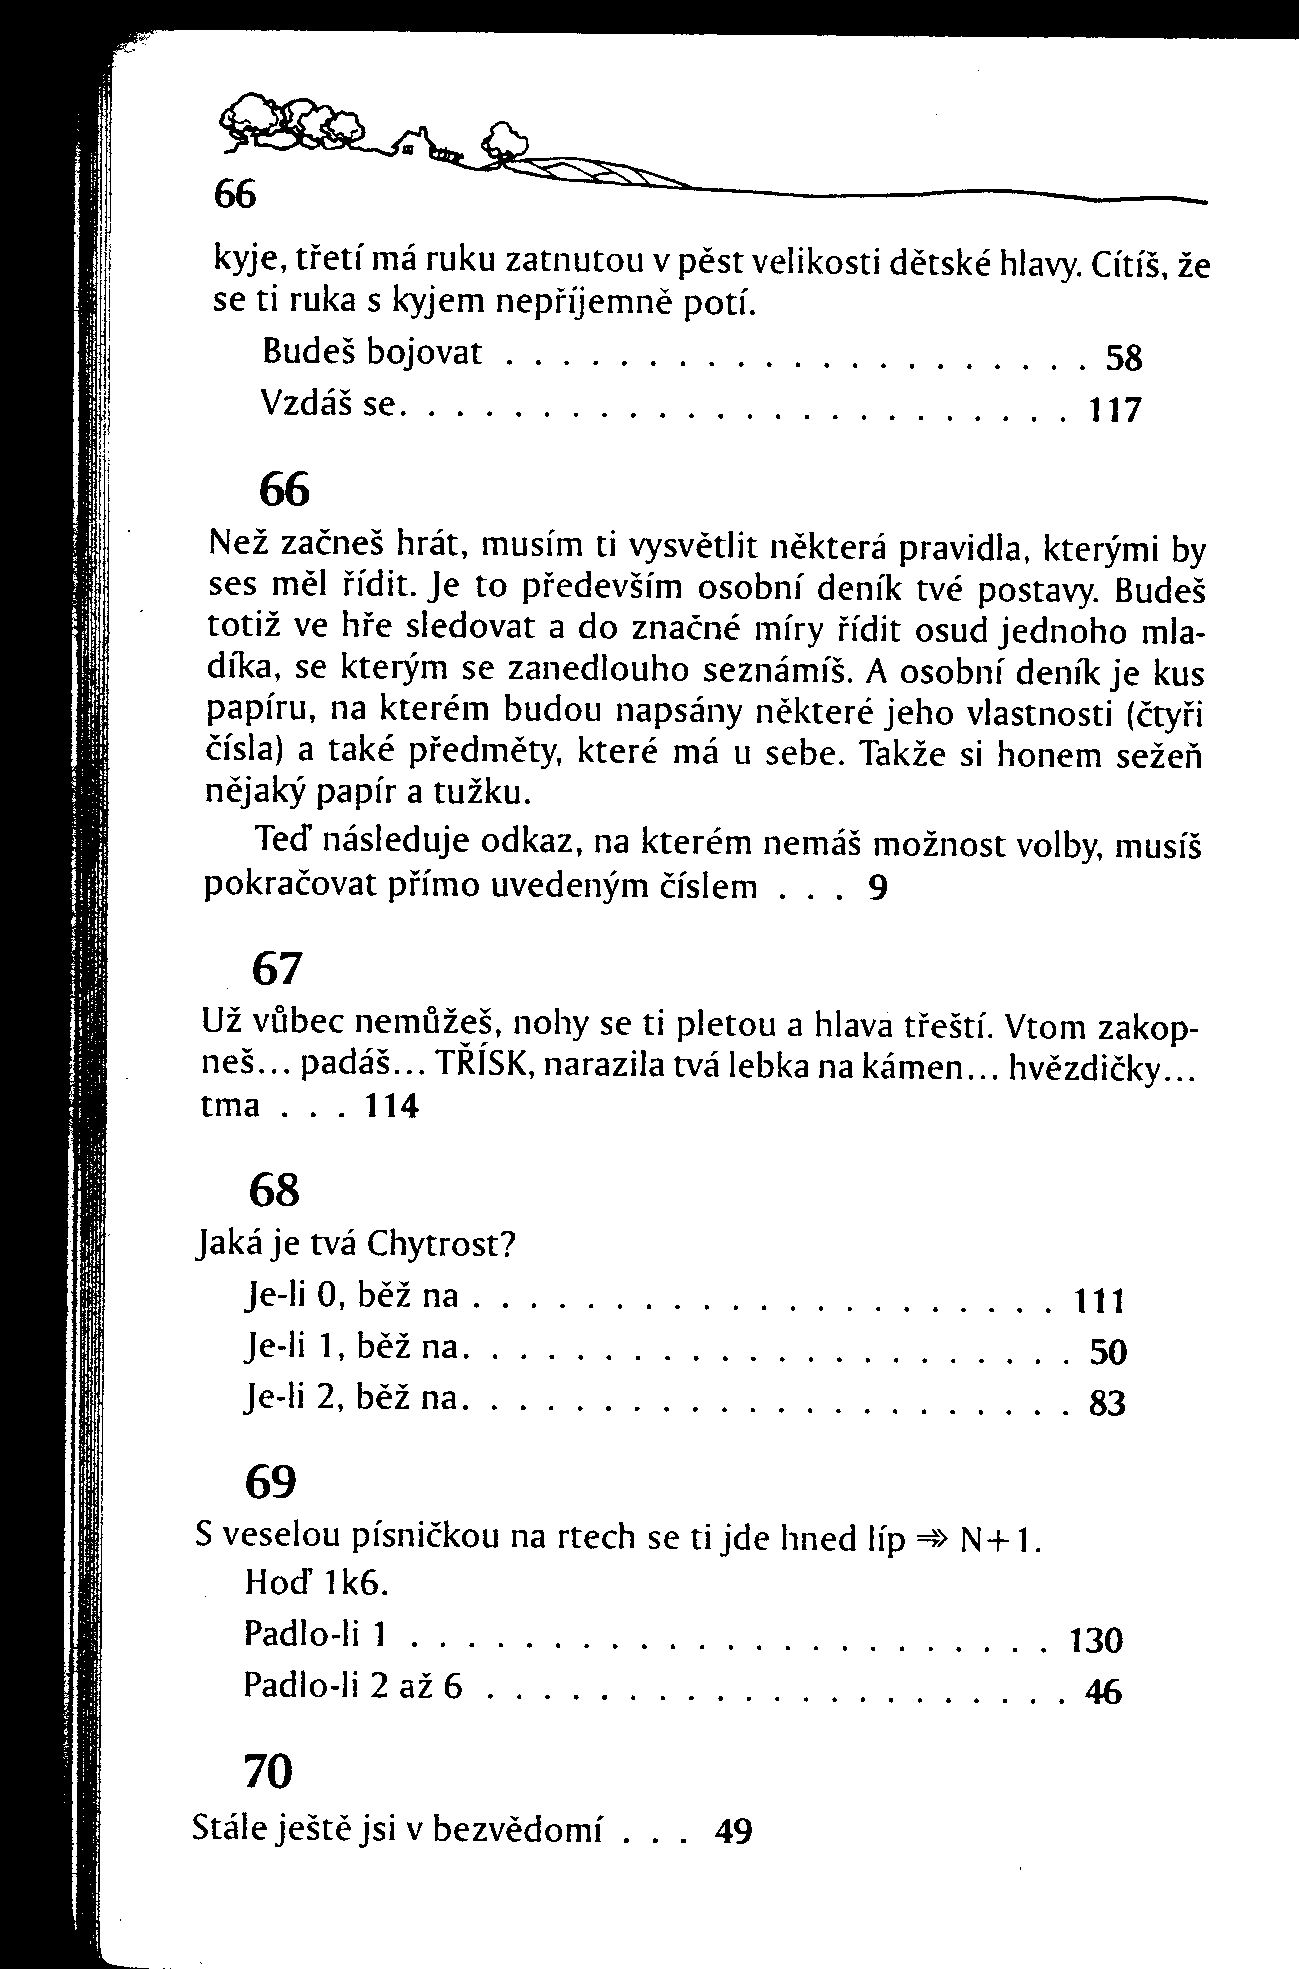 66
kyje, třetí má ruku zatnutou v pěst velikosti dětské hlavy. Cítíš, že
se ti ruka s kyjem nepříjemně potí.
Budeš bojovat . . . . . . . . . . . . . . . . . . . . . 58
Vzdáš se. . . . . . . . . . . . . . . . . . . . . . . . 117
66
Než začneš hrát, musím ti vysvětlit některá pravidla, kterými by
ses měl řídit. Je to především osobní deník tvé postavy. Budeš
totiž ve hře sledovat a do značné míry řídit osud jednoho mla-
díka, se kterým se zanedlouho seznámíš. A osobní deník je kus
papíru, na kterém budou napsány některé jeho vlastnosti (čtyři
čísla) a také předměty, které má u sebe. Takže si honem sežeň
nějaký papír a tužku.
Teď následuje odkaz, na kterém nemáš možnost volby, musíš
pokračovat přímo uvedeným číslem . . . 9
67
Už vůbec nemůžeš, nohy se ti pletou a hlava třeští. Vtom zakop-
neš... padáš... TŘÍSK, narazila tvá lebka na kámen... hvězdičky...
tma . . . 114
68
Jaká je tvá Chytrost?
Je-li 0, běž na . . . . . . . . . . . . . . . . . . . . . 111
Je-li 1, běž na. . . . . . . . . . . . . . . . . . . . . . 50
Je-li 2, běž na. . . . . . . . . . . . . . . . . . . . . . 83
69
S veselou písničkou na rtech se ti jde hned líp ⇒ N+1.
Hoď 1k6.
Padlo-li 1 . . . . . . . . . . . . . . . . . . . . . . . 130
Padlo-li 2 až 6 . . . . . . . . . . . . . . . . . . . . . 46
70
Stále ještě jsi v bezvědomí . . . 49